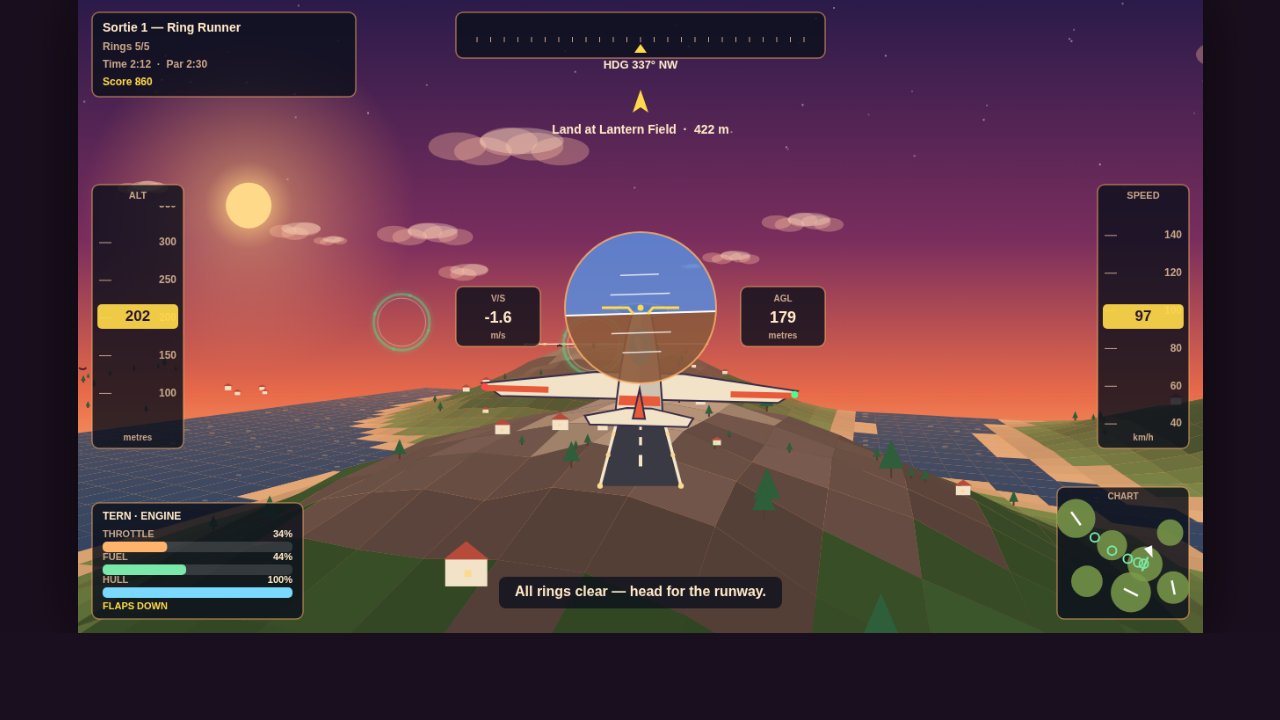 Sortie 1 — Ring Runner
Rings 5/5
Time 2:12 · Par 2:30
Score 860
HDG 337° NW
Land at Lantern Field · 422 m
ALT
300
250
202
150
100
metres
V/S
-1.6
m/s
AGL
179
metres
SPEED
140
120
97
80
60
40
km/h
TERN · ENGINE
THROTTLE 34%
FUEL 44%
HULL 100%
FLAPS DOWN
All rings clear — head for the runway.
CHART